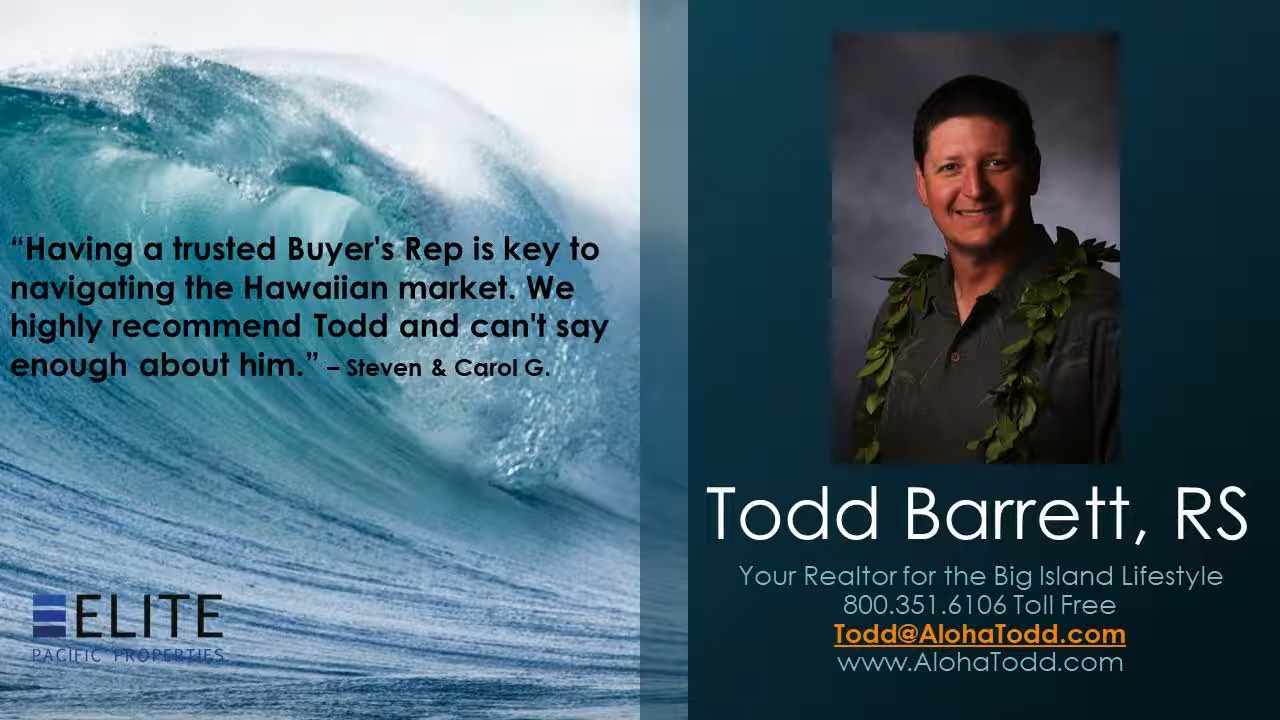 “Having a trusted Buyer's Rep is key to
navigating the Hawaiian market. We
highly recommend Todd and can't say
enough about him.” – Steven & Carol G.
ELITE
PACIFIC PROPERTIES
Todd Barrett, RS
Your Realtor for the Big Island Lifestyle
800.351.6106 Toll Free
Todd@AlohaTodd.com
www.AlohaTodd.com